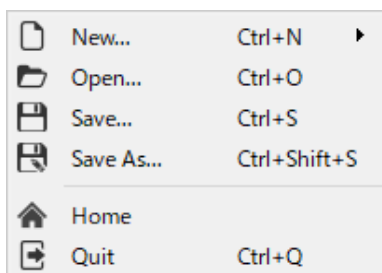 New... Ctrl+N
Open... Ctrl+O
Save... Ctrl+S
Save As... Ctrl+Shift+S
Home
Quit Ctrl+Q